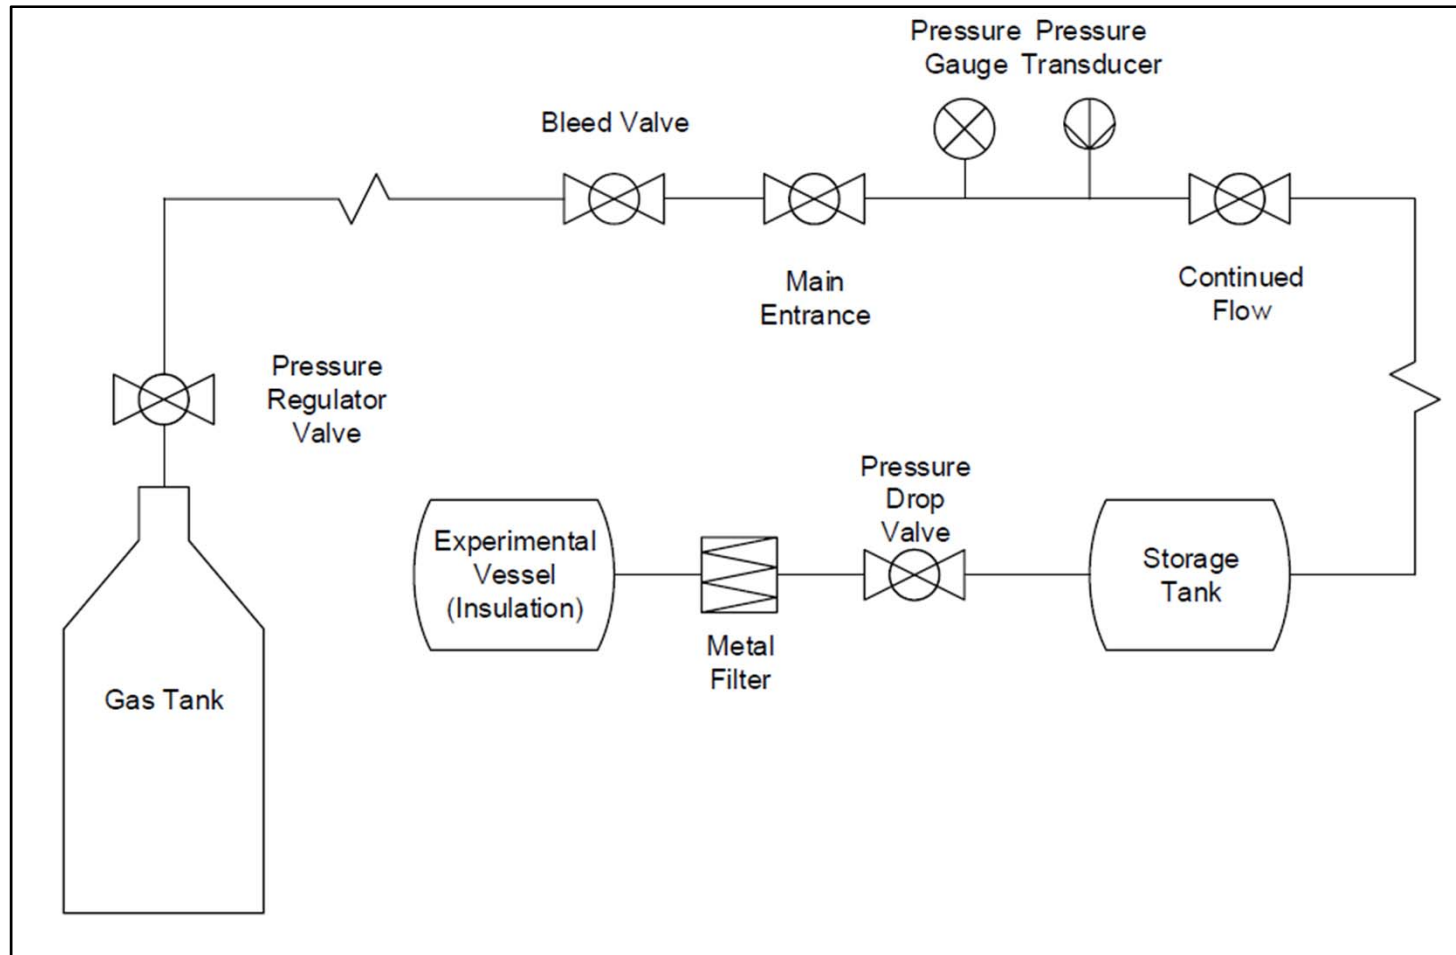 Pressure Pressure
Gauge Transducer
Bleed Valve
Main
Entrance
Continued
Flow
Pressure
Regulator
Valve
Pressure
Drop
Valve
Experimental
Vessel
(Insulation)
Storage
Tank
Metal
Filter
Gas Tank